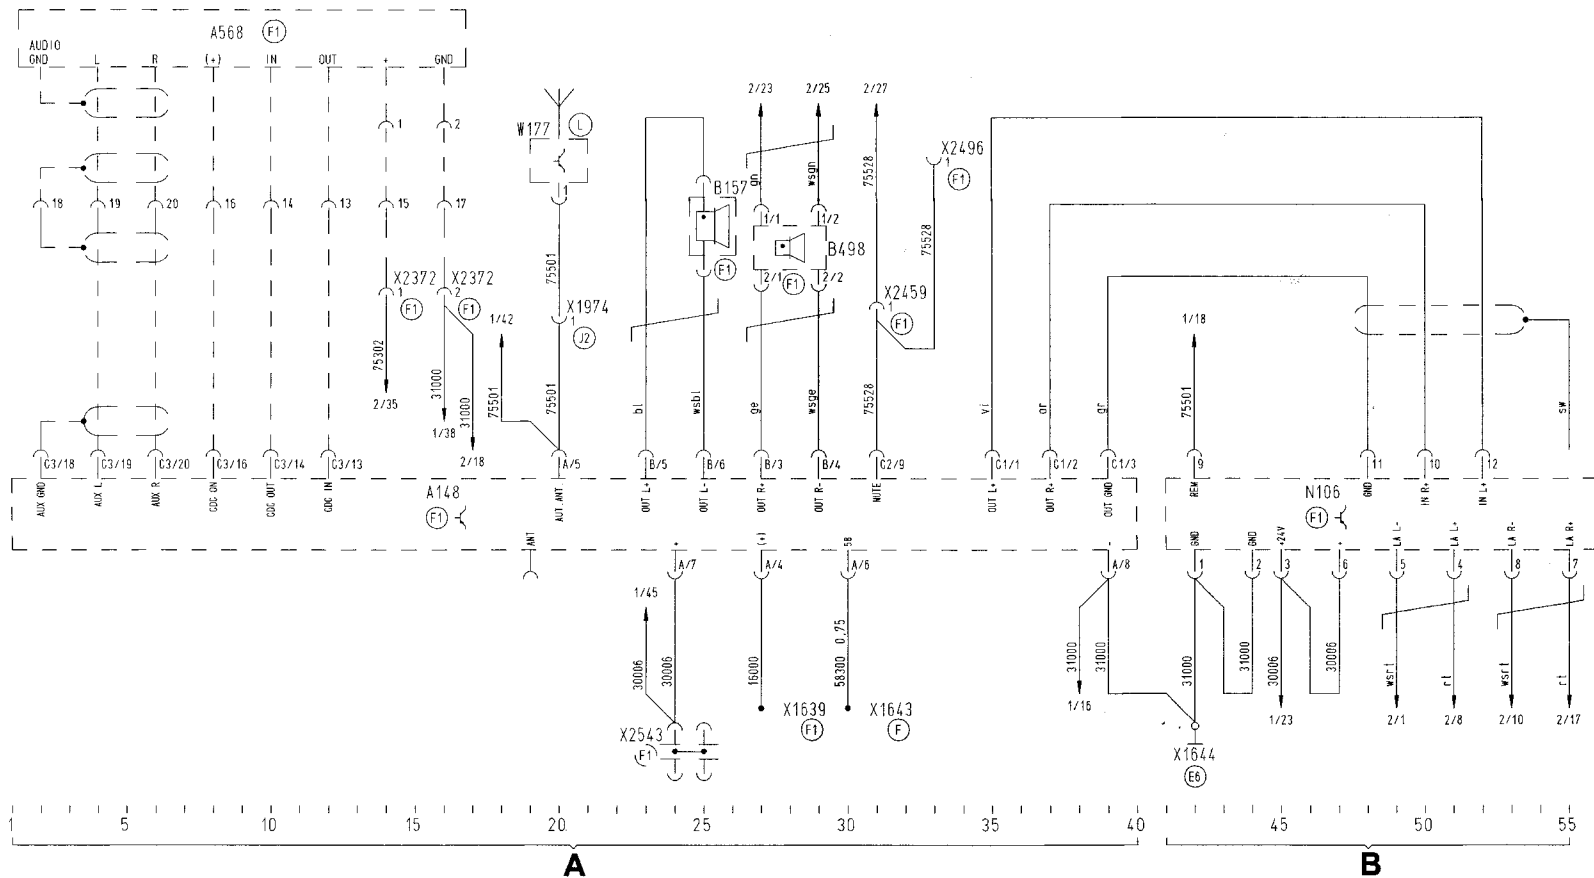 A568 F1
AUDIO
GND L R (+) IN OUT + GND
2/23 2/25 2/27
1 2
W177 L
X2496
1
F1
gn wsgn 75528
1
B157
18 19 20 16 14 13 15 17
1/1 1/2
B498
75528
75501
F1
2/1 2/2
F1
X2372 X2372
1 2
F1 F1
X2459
1
F1
X1974
1
J2
1/42 1/18
75302 31000 31000 75501 75501 bl wsbl ge wsge 75528 vi or gr 75501 sw
2/35
1/38
2/18
C3/18 C3/19 C3/20 C3/16 C3/14 C3/13 A/5 B/5 B/6 B/3 B/4 C2/9 C1/1 C1/2 C1/3 9 11 10 12
AUX GND AUX L AUX R CDC ON CDC OUT CDC IN
A148
F1
AUT.ANT. OUT L+ OUT L- OUT R+ OUT R- MUTE OUT L+ OUT R+ OUT GND REM
N106
F1
GND IN R+ IN L+
ANT + (+) 58 - GND GND +24V + LA L- LA L+ LA R- LA R+
A/7 A/4 A/6 A/8 1 2 3 6 5 4 8 7
1/45
30006 30006 16000 58300 0.75 31000 31000 31000 31000 30006 30006 wsrt rt wsrt rt
X1639
F1
X1643
F
1/16 1/23 2/1 2/8 2/10 2/17
X2543
F1
X1644
E6
1 5 10 15 20 25 30 35 40 45 50 55
A B